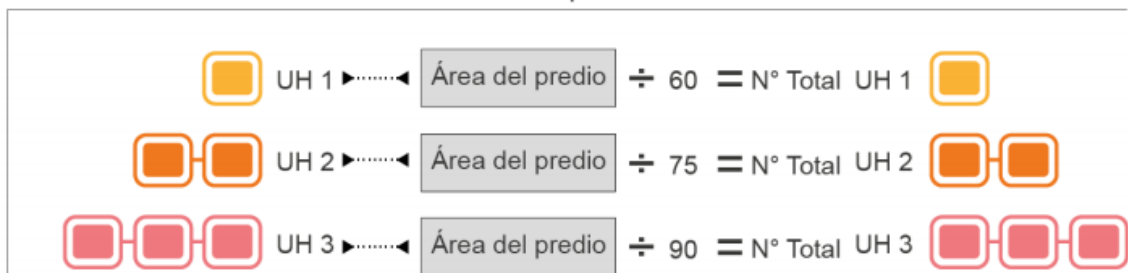 UH 1 Área del predio ÷ 60 = N° Total UH 1
UH 2 Área del predio ÷ 75 = N° Total UH 2
UH 3 Área del predio ÷ 90 = N° Total UH 3